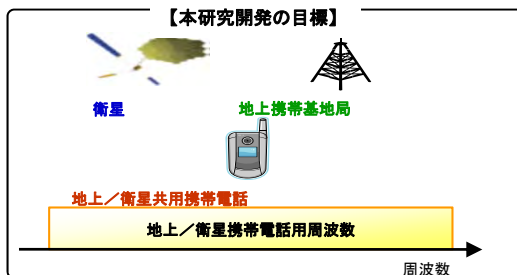 【本研究開発の目標】
衛星
地上携帯基地局
地上／衛星共用携帯電話
地上／衛星携帯電話用周波数
周波数